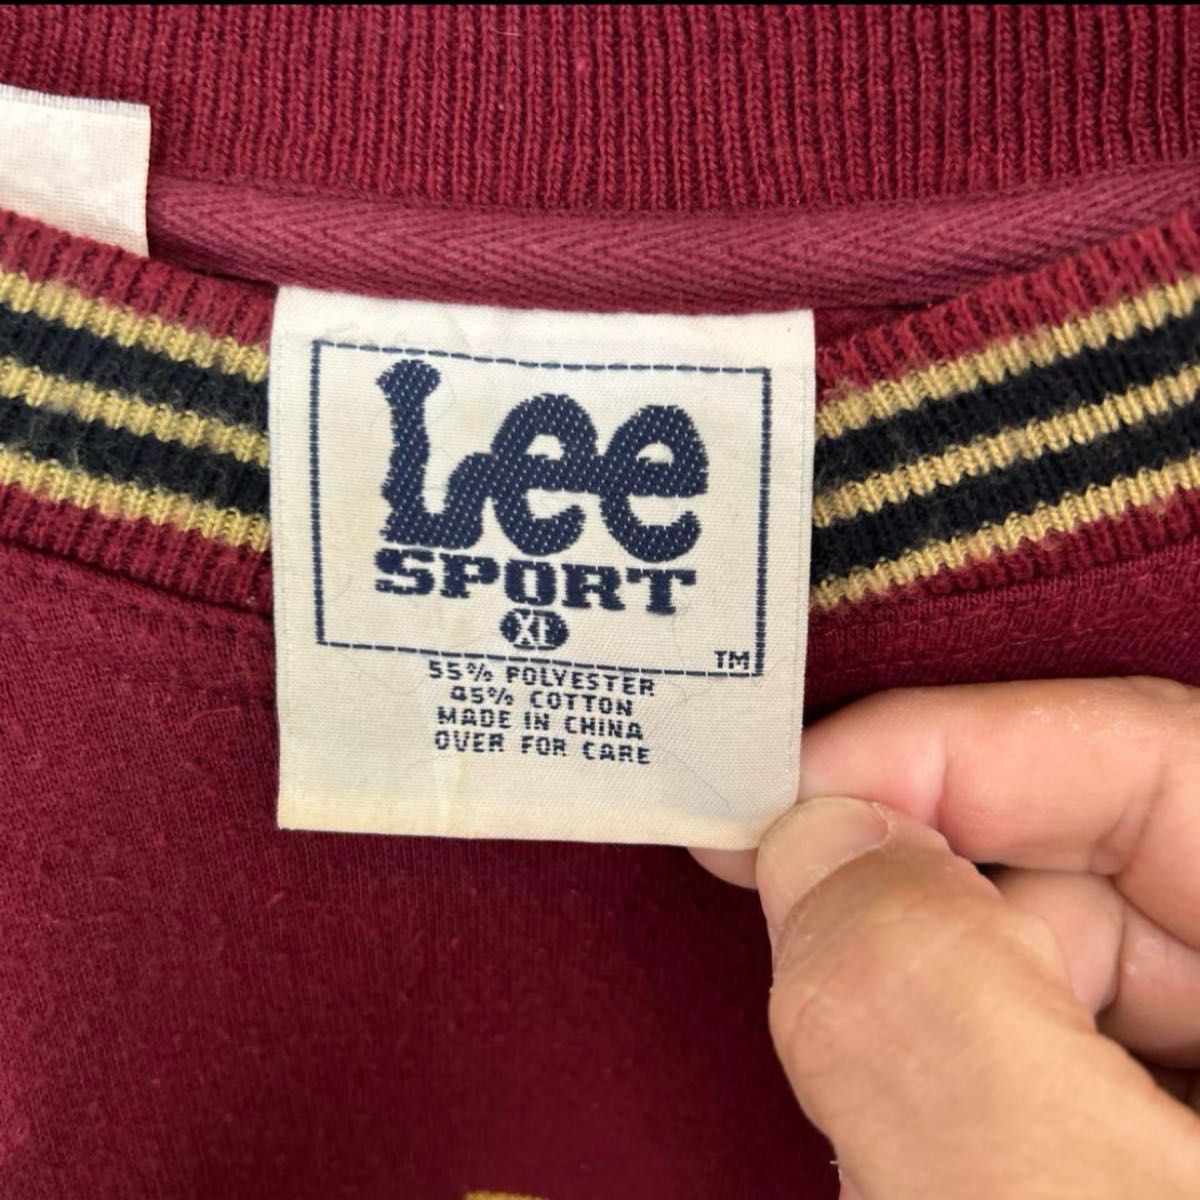 Lee
SPORT
XL
TM
55% POLYESTER
45% COTTON
MADE IN CHINA
OVER FOR CARE